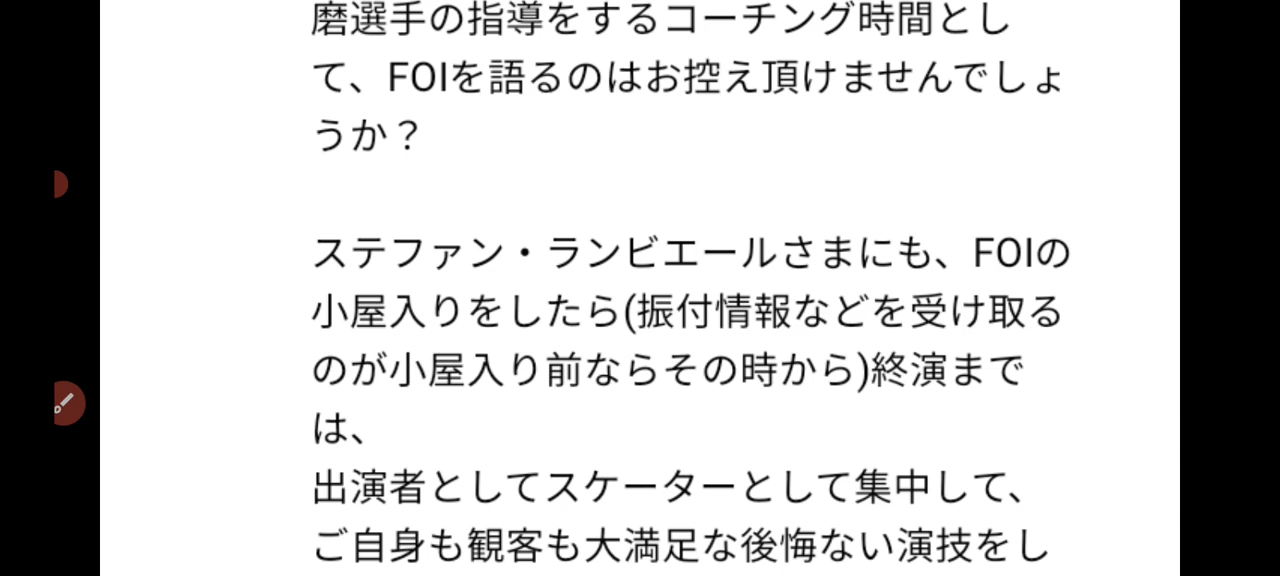 磨選手の指導をするコーチング時間とし
て、FOIを語るのはお控え頂けませんでしょ
うか？
ステファン・ランビエールさまにも、FOIの
小屋入りをしたら(振付情報などを受け取る
のが小屋入り前ならその時から)終演まで
は、
出演者としてスケーターとして集中して、
ご自身も観客も大満足な後悔ない演技をし